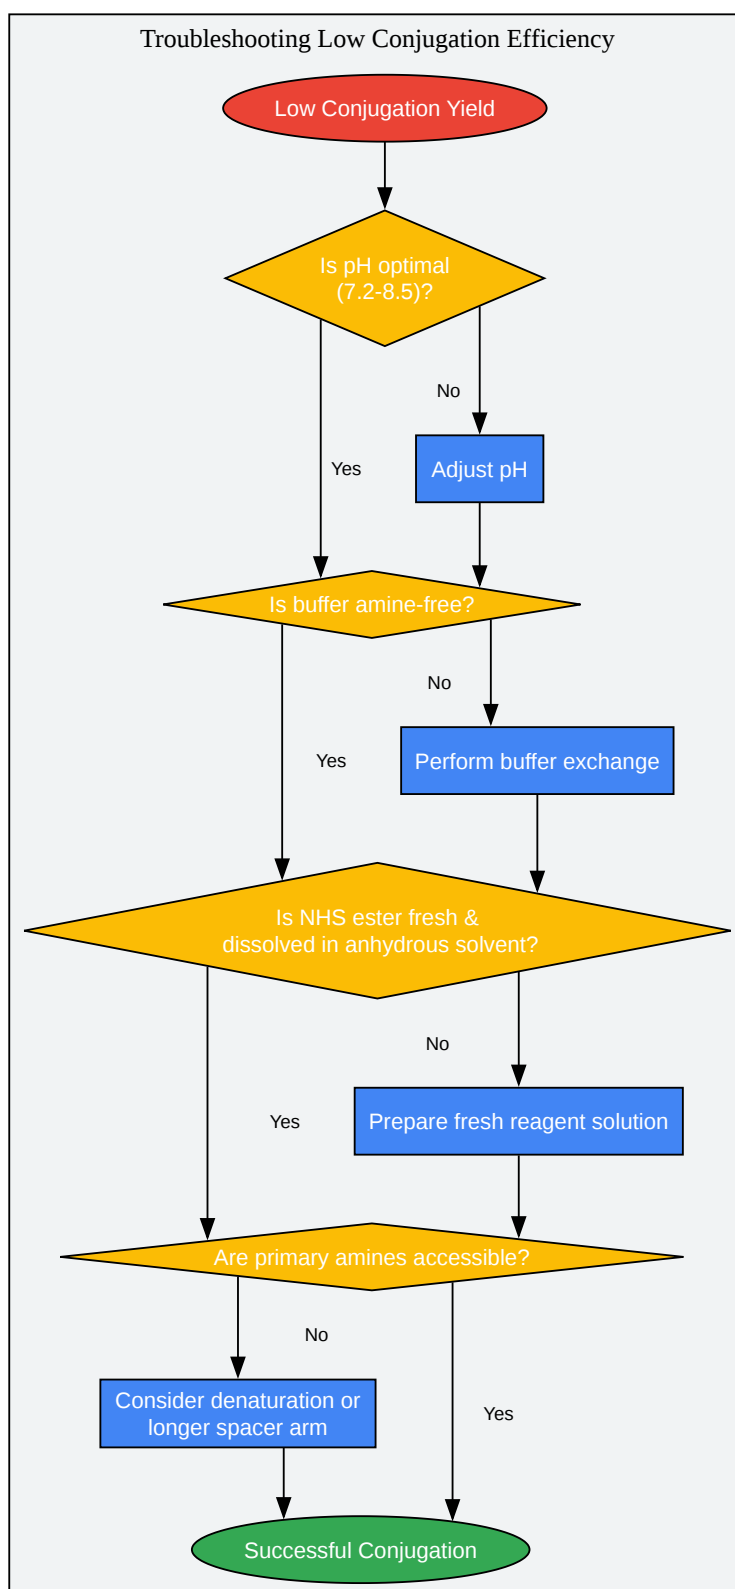 Troubleshooting Low Conjugation Efficiency
Low Conjugation Yield
Is pH optimal
(7.2-8.5)?
No
Yes
Adjust pH
Is buffer amine-free?
No
Yes
Perform buffer exchange
Is NHS ester fresh &
dissolved in anhydrous solvent?
No
Yes
Prepare fresh reagent solution
Are primary amines accessible?
No
Consider denaturation or
longer spacer arm
Yes
Successful Conjugation